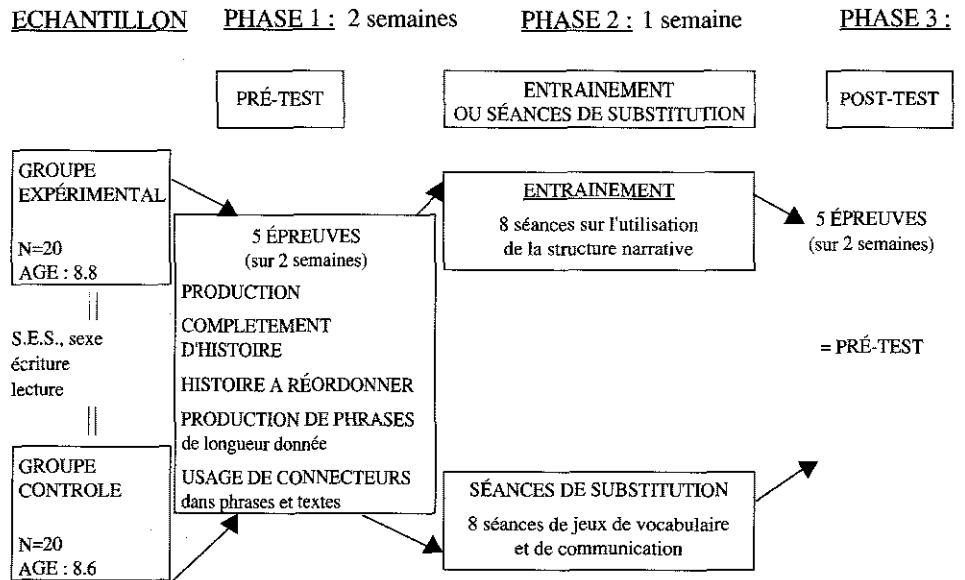 ECHANTILLON
PHASE 1 : 2 semaines
PHASE 2 : 1 semaine
PHASE 3 :
PRÉ-TEST
ENTRAINEMENT
OU SÉANCES DE SUBSTITUTION
POST-TEST
GROUPE
EXPÉRIMENTAL
N=20
AGE : 8.8
S.E.S., sexe
écriture
lecture
GROUPE
CONTROLE
N=20
AGE : 8.6
5 ÉPREUVES
(sur 2 semaines)
PRODUCTION
COMPLETEMENT
D'HISTOIRE
HISTOIRE A RÉORDONNER
PRODUCTION DE PHRASES
de longueur donnée
USAGE DE CONNECTEURS
dans phrases et textes
ENTRAINEMENT
8 séances sur l'utilisation
de la structure narrative
SÉANCES DE SUBSTITUTION
8 séances de jeux de vocabulaire
et de communication
5 ÉPREUVES
(sur 2 semaines)
= PRÉ-TEST